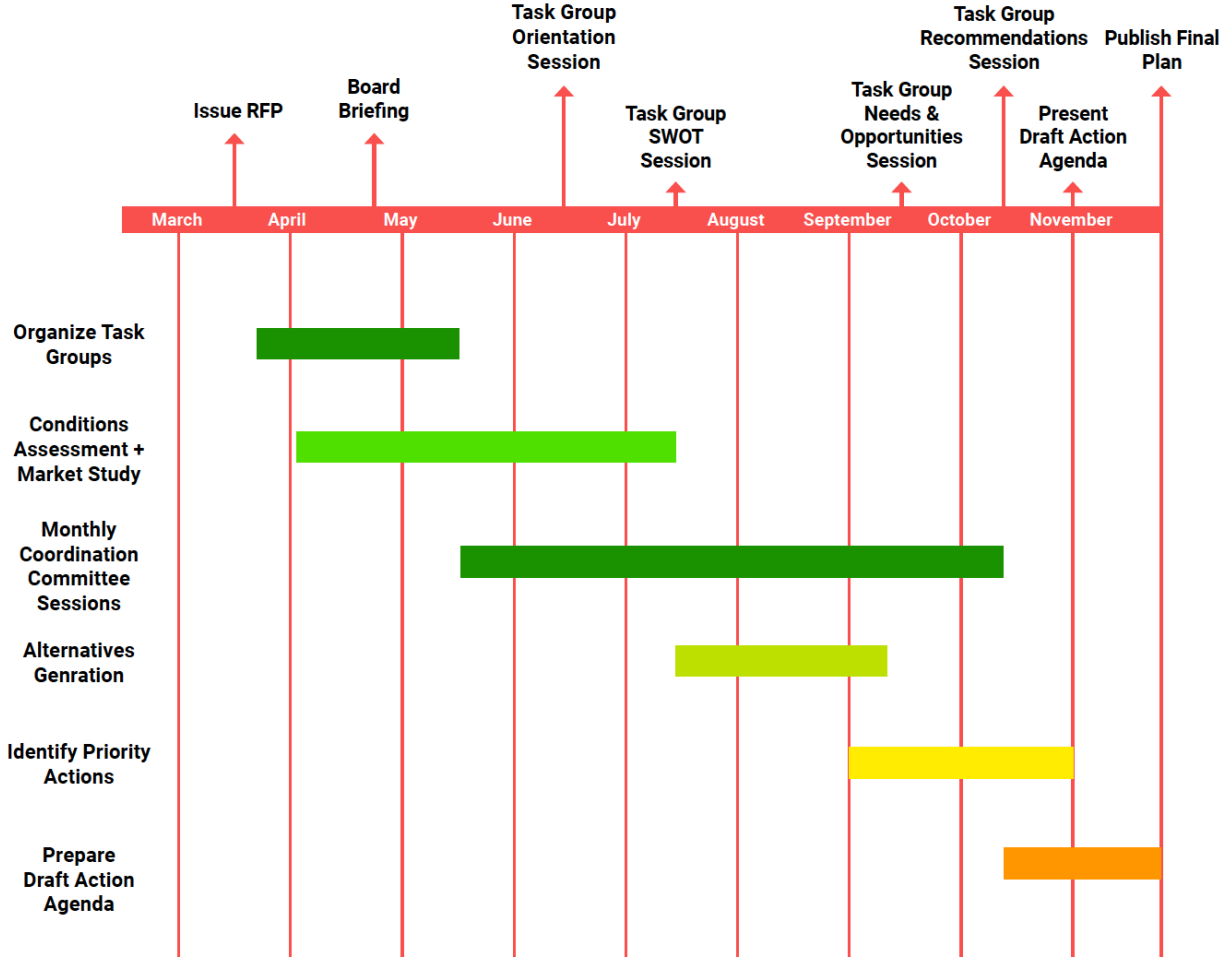 Task Group
Orientation
Session
Task Group
Recommendations
Session
Publish Final
Plan
Issue RFP
Board
Briefing
Task Group
SWOT
Session
Task Group
Needs &
Opportunities
Session
Present
Draft Action
Agenda
March April May June July August September October November
Organize Task
Groups
Conditions
Assessment +
Market Study
Monthly
Coordination
Committee
Sessions
Alternatives
Genration
Identify Priority
Actions
Prepare
Draft Action
Agenda